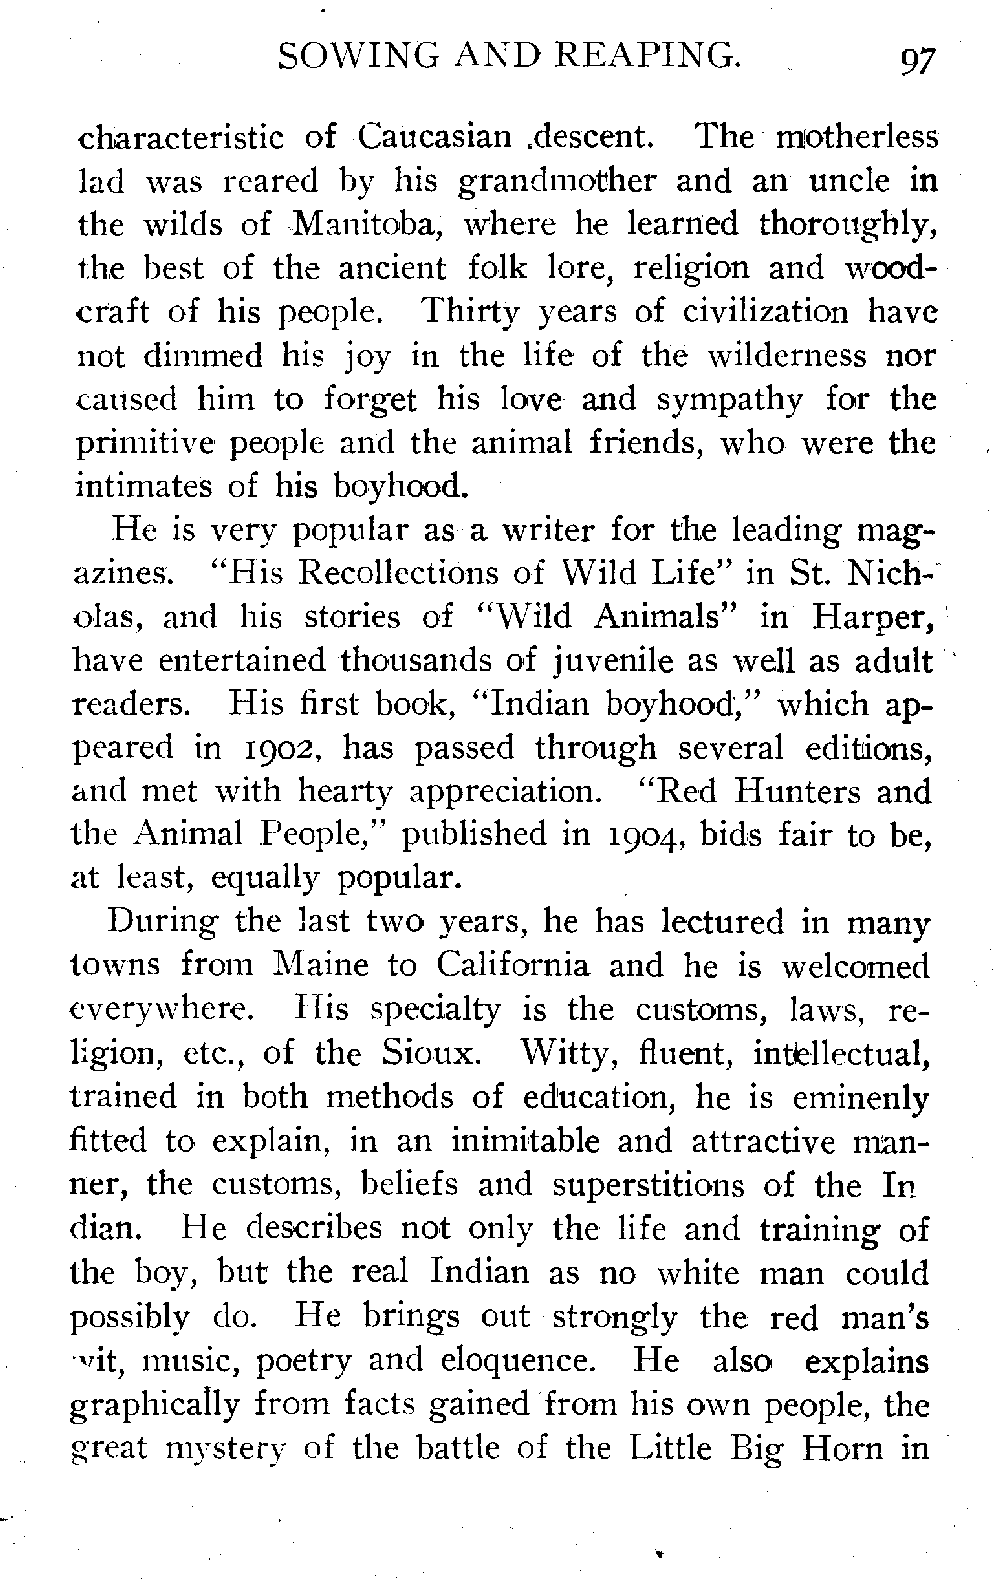 SOWING AND REAPING. 97
characteristic of Caucasian descent. The motherless
lad was reared by his grandmother and an uncle in
the wilds of Manitoba, where he learned thoroughly,
the best of the ancient folk lore, religion and wood-
craft of his people. Thirty years of civilization have
not dimmed his joy in the life of the wilderness nor
caused him to forget his love and sympathy for the
primitive people and the animal friends, who were the
intimates of his boyhood.
He is very popular as a writer for the leading mag-
azines. "His Recollections of Wild Life" in St. Nich-
olas, and his stories of "Wild Animals" in Harper,
have entertained thousands of juvenile as well as adult
readers. His first book, "Indian boyhood," which ap-
peared in 1902, has passed through several editions,
and met with hearty appreciation. "Red Hunters and
the Animal People," published in 1904, bids fair to be,
at least, equally popular.
During the last two years, he has lectured in many
towns from Maine to California and he is welcomed
everywhere. His specialty is the customs, laws, re-
ligion, etc., of the Sioux. Witty, fluent, intellectual,
trained in both methods of education, he is eminenly
fitted to explain, in an inimitable and attractive man-
ner, the customs, beliefs and superstitions of the In
dian. He describes not only the life and training of
the boy, but the real Indian as no white man could
possibly do. He brings out strongly the red man's
wit, music, poetry and eloquence. He also explains
graphically from facts gained from his own people, the
great mystery of the battle of the Little Big Horn in